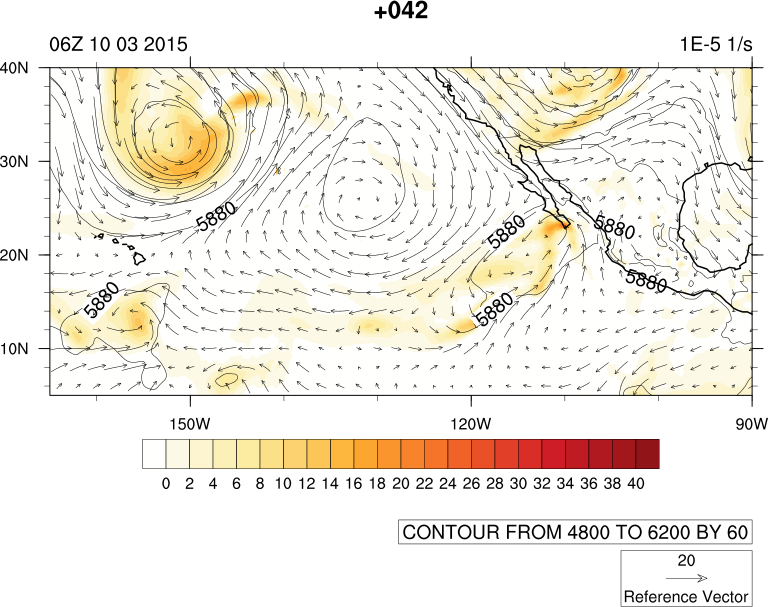 +042
06Z 10 03 2015 1E-5 1/s
40N
30N
20N
10N
5880
5880
5880
5880
5880
5880
150W 120W 90W
0 2 4 6 8 10 12 14 16 18 20 22 24 26 28 30 32 34 36 38 40
CONTOUR FROM 4800 TO 6200 BY 60
20
Reference Vector